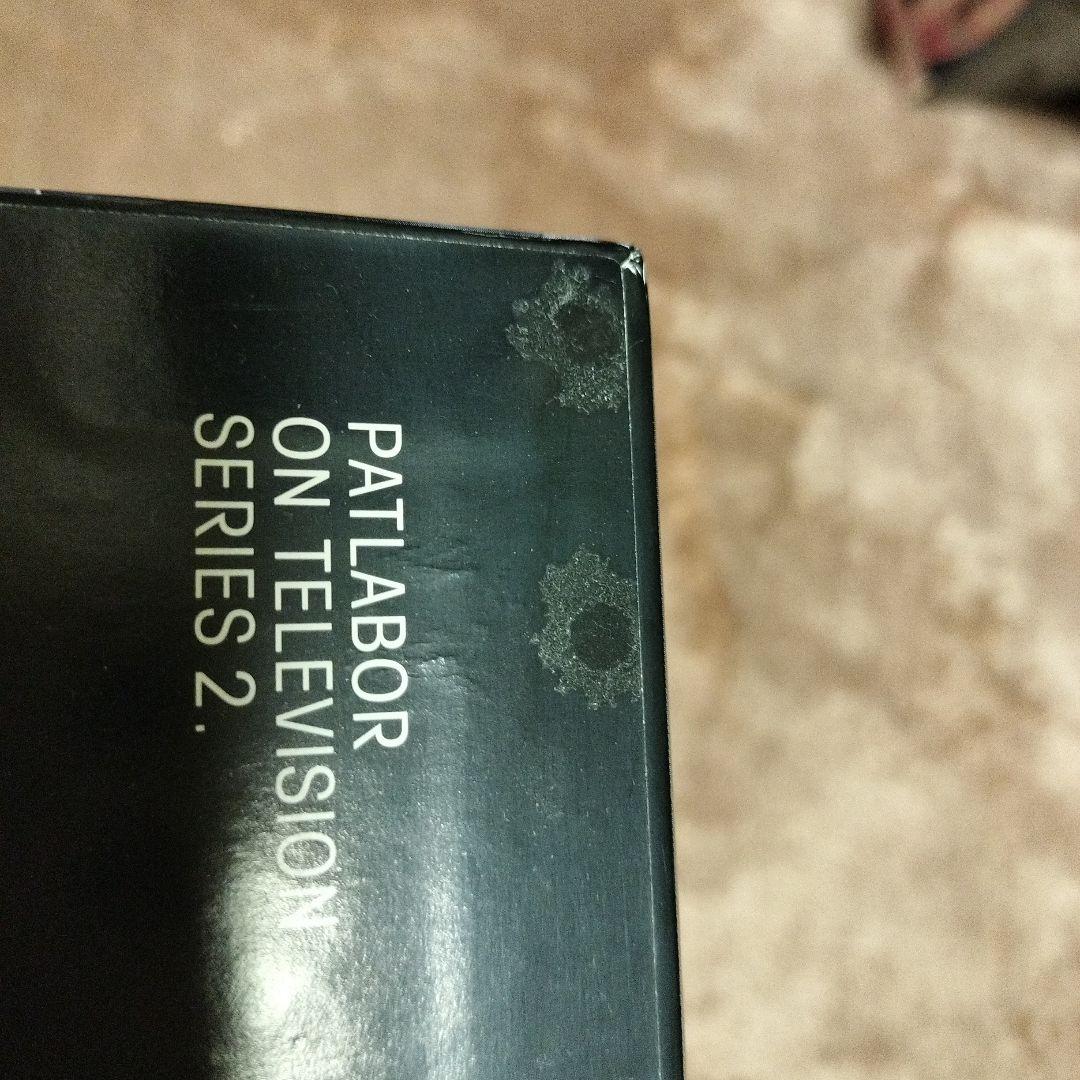 PATLABOR
ON TELEVISION
SERIES 2.